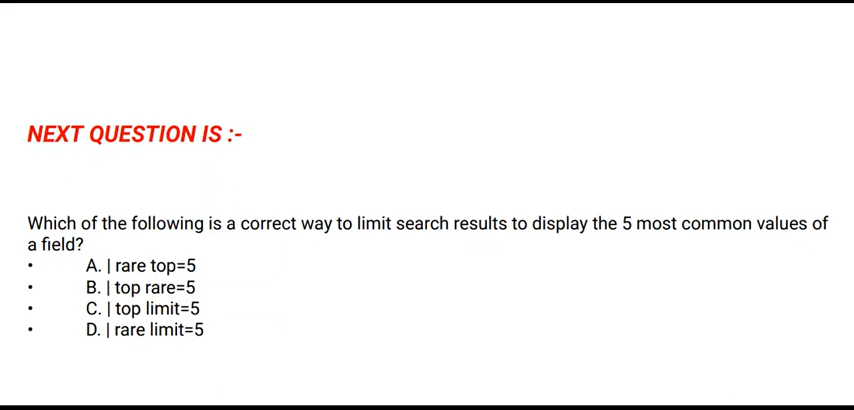 NEXT QUESTION IS :-
Which of the following is a correct way to limit search results to display the 5 most common values of
a field?
• A. | rare top=5
• B. | top rare=5
• C. | top limit=5
• D. | rare limit=5